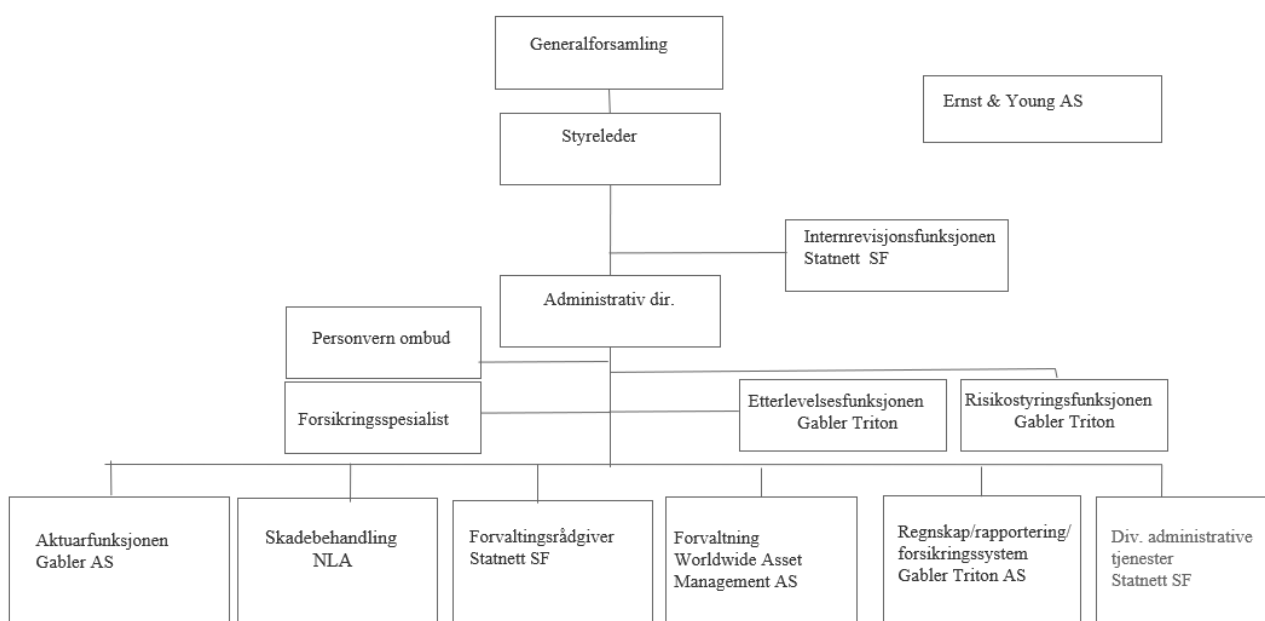 Generalforsamling
Ernst & Young AS
Styreleder
Internrevisjonsfunksjonen
Statnett SF
Administrativ dir.
Personvern ombud
Forsikringsspesialist
Etterlevelsesfunksjonen
Gabler Triton
Risikostyringsfunksjonen
Gabler Triton
Aktuarfunksjonen
Gabler AS
Skadebehandling
NLA
Forvaltingsrådgiver
Statnett SF
Forvaltning
Worldwide Asset
Management AS
Regnskap/rapportering/
forsikringssystem
Gabler Triton AS
Div. administrative
tjenester
Statnett SF